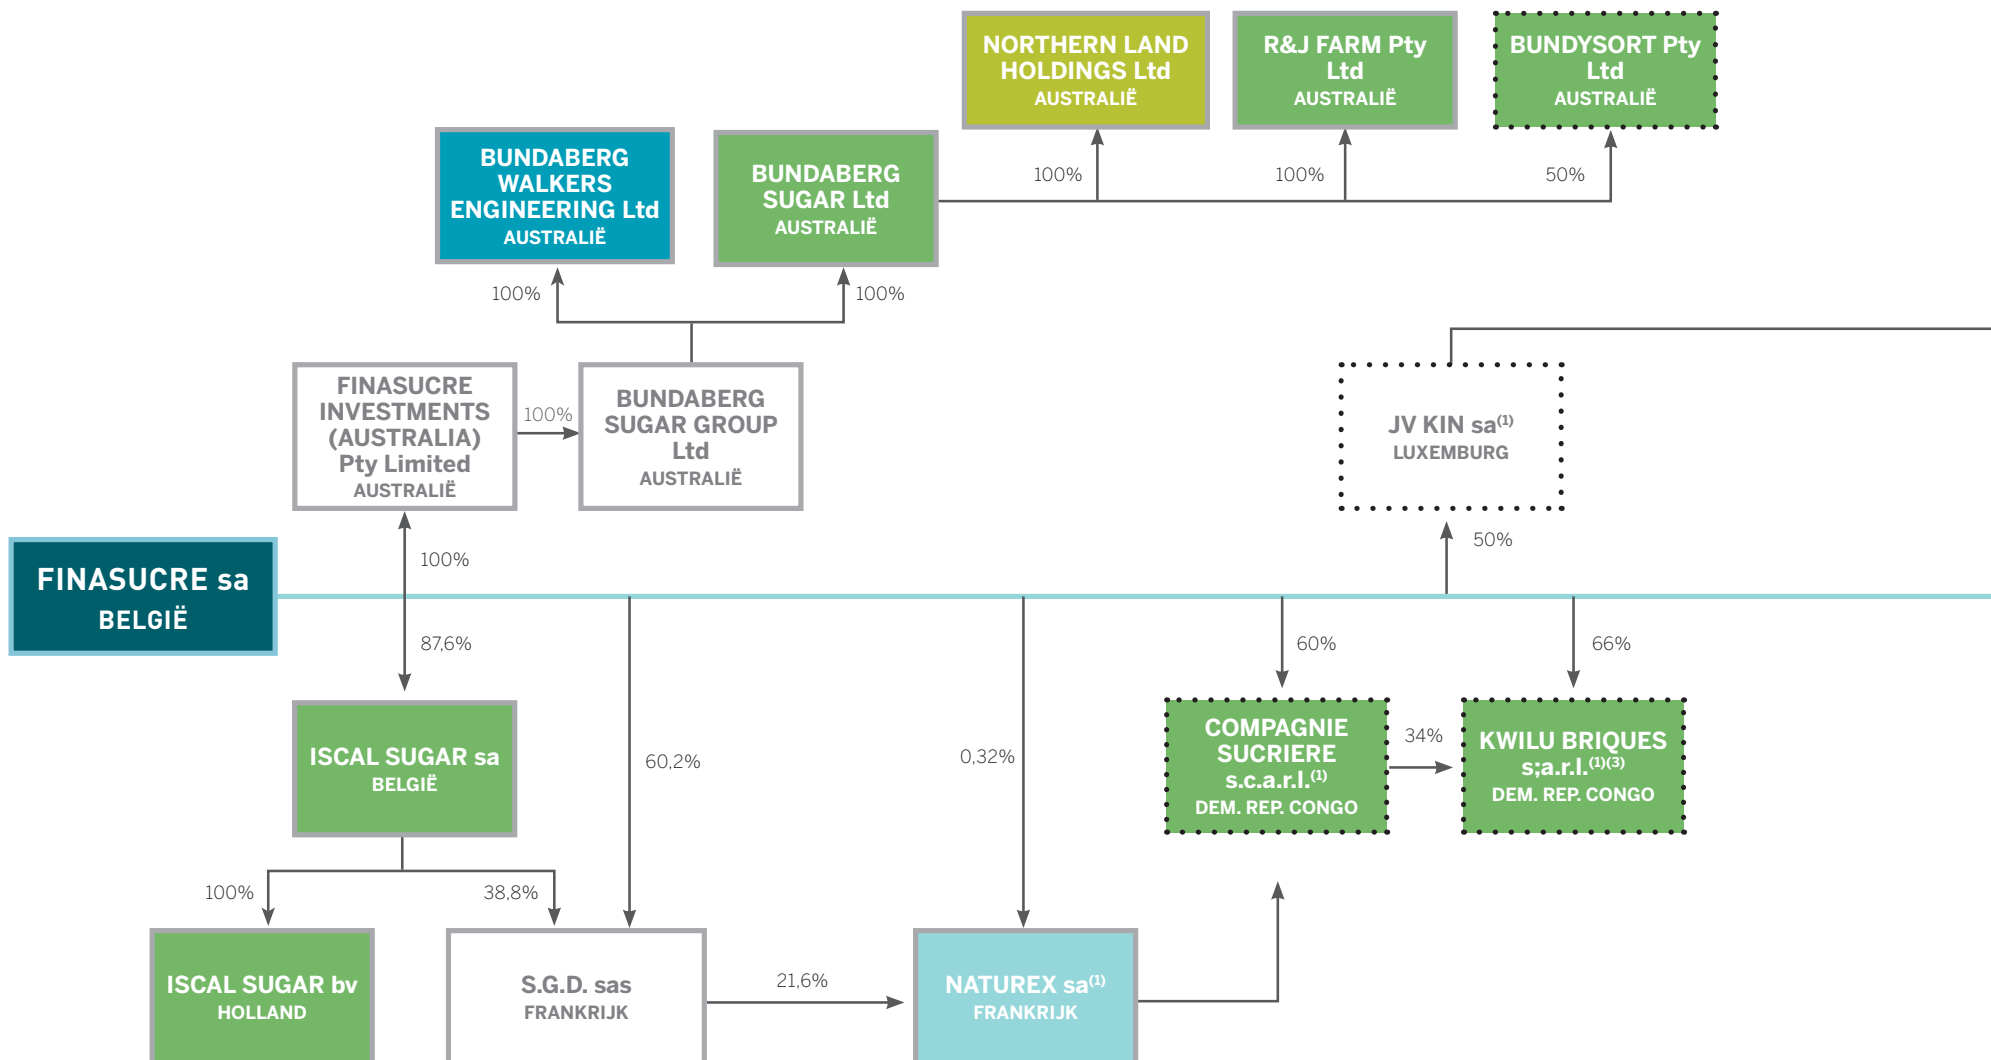 NORTHERN LAND
HOLDINGS Ltd
AUSTRALIË
R&J FARM Pty
Ltd
AUSTRALIË
BUNDYSORT Pty
Ltd
AUSTRALIË
BUNDABERG
WALKERS
ENGINEERING Ltd
AUSTRALIË
BUNDABERG
SUGAR Ltd
AUSTRALIË
100%
100%
50%
100%
100%
FINASUCRE
INVESTMENTS
(AUSTRALIA)
Pty Limited
AUSTRALIË
100%
BUNDABERG
SUGAR GROUP
Ltd
AUSTRALIË
JV KIN sa(1)
LUXEMBURG
100%
50%
FINASUCRE sa
BELGIË
87,6%
60%
66%
ISCAL SUGAR sa
BELGIË
60,2%
0,32%
COMPAGNIE
SUCRIERE
s.c.a.r.l.(1)
DEM. REP. CONGO
34%
KWILU BRIQUES
s;a.r.l.(1)(3)
DEM. REP. CONGO
100%
38,8%
ISCAL SUGAR bv
HOLLAND
S.G.D. sas
FRANKRIJK
21,6%
NATUREX sa(1)
FRANKRIJK